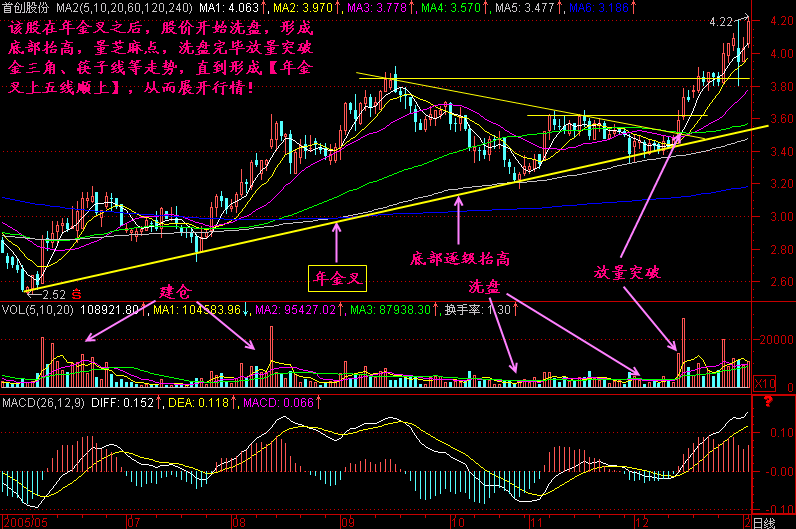 首创股份 MA2(5,10,20,60,120,240) MA1: 4.063↑, MA2: 3.970↑, MA3: 3.778↑, MA4: 3.570↑, MA5: 3.477↑, MA6: 3.186↑
该股在年金叉之后，股价开始洗盘，形成
底部抬高，量芝麻点，洗盘完毕放量突破
金三角、筷子线等走势，直到形成【年金
叉上五线顺上】，从而展开行情！
4.22
4.20
4.00
3.80
3.60
3.40
3.20
3.00
2.80
2.60
年金叉
底部逐级抬高
洗盘
放量突破
建仓
2.52
VOL(5,10,20) 108921.80↑, MA1: 104583.96↓, MA2: 95427.02↑, MA3: 87938.30↑, 换手率: 1.30↑
20000
X10
0
MACD(26,12,9) DIFF: 0.152↑, DEA: 0.118↑, MACD: 0.066↑
?
0.10
-0.00
-0.10
2005/05 07 08 09 10 11 12 2 日线